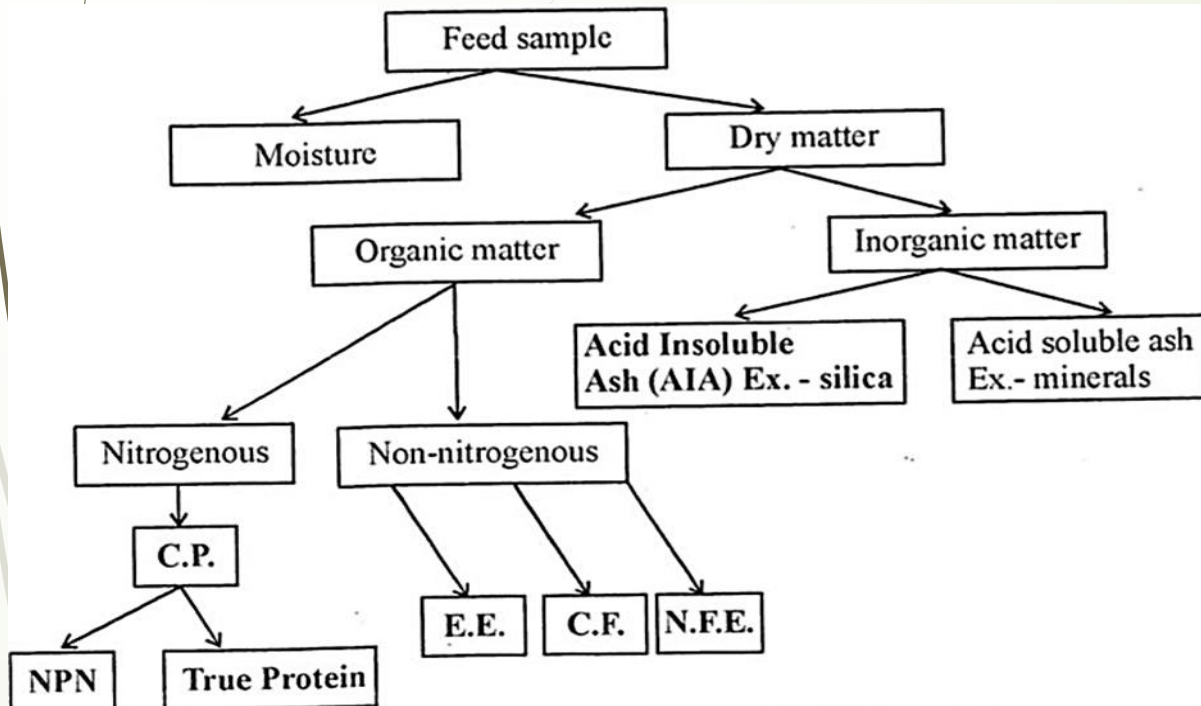 Feed sample
Moisture
Dry matter
Organic matter
Inorganic matter
Acid Insoluble
Ash (AIA) Ex. - silica
Acid soluble ash
Ex.- minerals
Nitrogenous
Non-nitrogenous
C.P.
E.E.
C.F.
N.F.E.
NPN
True Protein